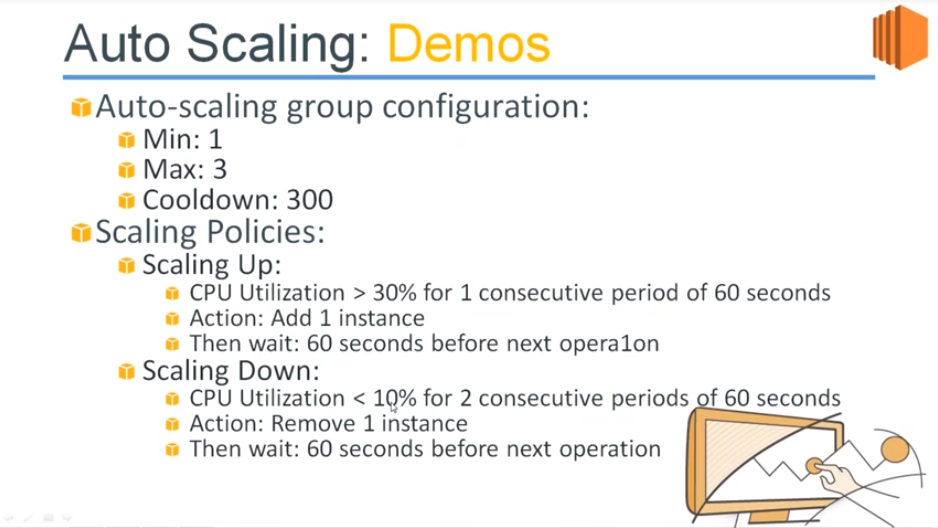 Auto Scaling: Demos
Auto-scaling group configuration:
Min: 1
Max: 3
Cooldown: 300
Scaling Policies:
Scaling Up:
CPU Utilization > 30% for 1 consecutive period of 60 seconds
Action: Add 1 instance
Then wait: 60 seconds before next opera1on
Scaling Down:
CPU Utilization < 10% for 2 consecutive periods of 60 seconds
Action: Remove 1 instance
Then wait: 60 seconds before next operation